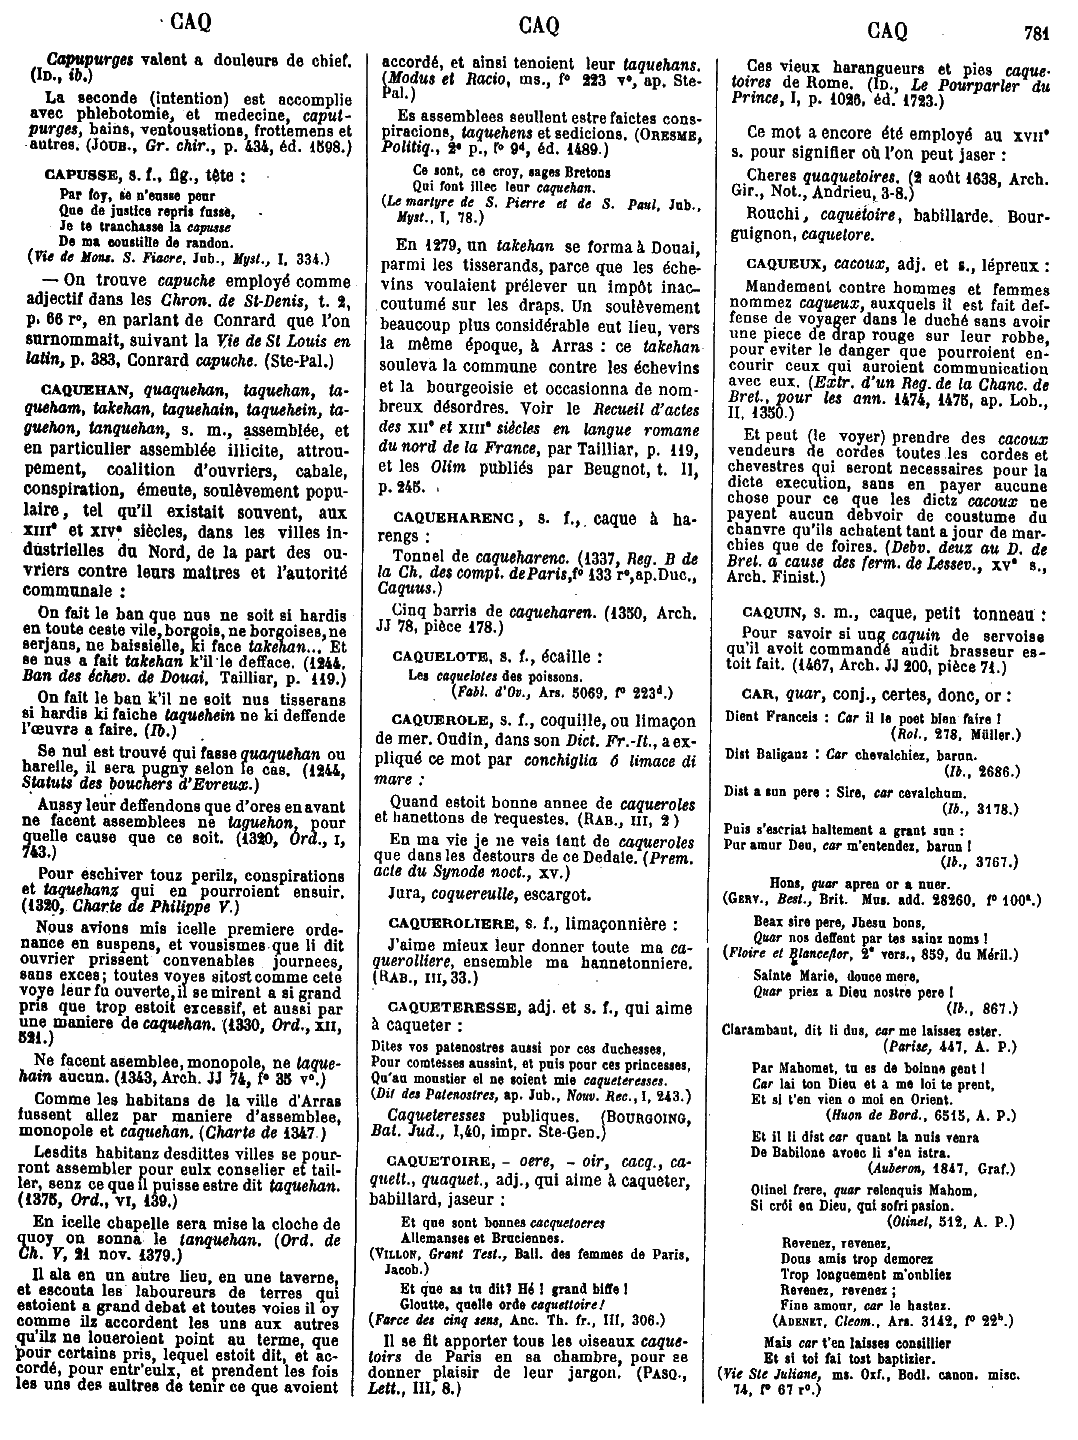 CAQ
CAQ
CAQ
781
Capupurges valent a douleurs de chief.
(ID., ib.)
La seconde (intention) est accomplie
avec phlebotomie, et medecine, caput-
purges, bains, ventousations, frottemens et
autres. (JOUB., Gr. chir., p. 434, éd. 1598.)
CAPUSSE, s. f., fig., tête :
Par foy, se n'eusse peur
Que de justice repris fusse,
Je te tranchasse la capusse
De ma coustille de randon.
(Vie de Mons. S. Fiacre, Jub., Myst., I, 334.)
— On trouve capuche employé comme
adjectif dans les Chron. de St-Denis, t. 2,
p. 66 r°, en parlant de Conrard que l'on
surnommait, suivant la Vie de St Louis en
latin, p. 383, Conrard capuche. (Ste-Pal.)
CAQUEHAN, quaquehan, taquehan, ta-
queham, takehan, taquehain, taquehein, ta-
guehon, tanquehan, s. m., assemblée, et
en particulier assemblée illicite, attrou-
pement, coalition d'ouvriers, cabale,
conspiration, émeute, soulèvement popu-
laire, tel qu'il existait souvent, aux
XIIIe et XIVe siècles, dans les villes in-
dustrielles du Nord, de la part des ou-
vriers contre leurs maîtres et l'autorité
communale :
On fait le ban que nus ne soit si hardis
en toute ceste vile, borgois, ne borgoises, ne
serjans, ne baissielle, ki face takehan... Et
se nus a fait takehan k'il le defface. (1244,
Ban des échev. de Douai, Tailliar, p. 119.)
On fait le ban k'il ne soit nus tisserans
si hardis ki faiche taquehein ne ki deffende
l'œuvra a faire. (Ib.)
Se nul est trouvé qui fasse quaquehan ou
harelle, il sera pugny selon le cas. (1244,
Statuts des bouchers d'Evreux.)
Aussy leur deffendons que d'ores en avant
ne facent assemblees ne taguehon, pour
quelle cause que ce soit. (1320, Ord., I,
743.)
Pour eschiver touz perilz, conspirations
et taquehanz qui en pourroient ensuir.
(1320, Charte de Philippe V.)
Nous avions mis icelle premiere orde-
nance en suspens, et vousismes que li dit
ouvrier prissent convenables journees,
sans exces; toutes voyes sitost comme cete
voye leur fu ouverte, il se mirent a si grand
pris que trop estoit excessif, et aussi par
une maniere de caquehan. (1330, Ord., XII,
521.)
Ne facent asemblee, monopole, ne taque-
hain aucun. (1343, Arch. JJ 74, f° 35 v°.)
Comme les habitans de la ville d'Arras
fussent allez par maniere d'assemblee,
monopole et caquehan. (Charte de 1347.)
Lesdits habitanz desdittes villes se pour-
ront assembler pour eulx conselier et tail-
ler, senz ce que il puisse estre dit taquehan.
(1375, Ord., VI, 139.)
En icelle chapelle sera mise la cloche de
quoy on sonna le tanquehan. (Ord. de
Ch. V, 21 nov. 1379.)
Il ala en un autre lieu, en une taverne,
et escouta les laboureurs de terres qui
estoient a grand debat et toutes voies il oy
comme ilz accordent les uns aux autres
qu'ilz ne loueroient point au terme, que
pour certains pris, lequel estoit dit, et ac-
cordé, pour entr'eulx, et prendent les fois
les uns des aultres de tenir ce que avoient
accordé, et ainsi tenoient leur taquehans.
(Modus et Racio, ms., f° 223 v°, ap. Ste-
Pal.)
Es assemblees seullent estre faictes cons-
piracions, taquehens et sedicions. (ORESME,
Politiq., 2e p., f° 9d, éd. 1489.)
Ce sont, ce croy, sages Bretons
Qui font illec leur caquehan.
(Le martyre de S. Pierre et de S. Paul, Jub.,
Myst., I, 78.)
En 1279, un takehan se forma à Douai,
parmi les tisserands, parce que les éche-
vins voulaient prélever un impôt inac-
coutumé sur les draps. Un soulèvement
beaucoup plus considérable eut lieu, vers
la même époque, à Arras : ce takehan
souleva la commune contre les échevins
et la bourgeoisie et occasionna de nom-
breux désordres. Voir le Recueil d'actes
des XIIe et XIIIe siècles en langue romane
du nord de la France, par Tailliar, p. 119,
et les Olim publiés par Beugnot, t. II,
p. 245.
CAQUEHARENC, s. f., caque à ha-
rengs :
Tonnel de caqueharenc. (1337, Reg. B de
la Ch. des compt. de Paris, f° 133 r°, ap. Duc.,
Caquus.)
Cinq barris de caqueharen. (1350, Arch.
JJ 78, pièce 178.)
CAQUELOTE, s. f., écaille :
Les caquelotes des poissons.
(Fabl. d'Ov., Ars. 5069, f° 223d.)
CAQUEROLE, s. f., coquille, ou limaçon
de mer. Oudin, dans son Dict. Fr.-It., a ex-
pliqué ce mot par conchiglia ó limace di
mare :
Quand estoit bonne annee de caqueroles
et hanettons de requestes. (RAB., III, 2)
En ma vie je ne veis tant de caqueroles
que dans les destours de ce Dedale. (Prem.
acte du Synode noct., XV.)
Jura, coquereulle, escargot.
CAQUEROLIERE, s. f., limaçonnière :
J'aime mieux leur donner toute ma ca-
querolliere, ensemble ma hannetonniere.
(RAB., III, 33.)
CAQUETERESSE, adj. et s. f., qui aime
à caqueter :
Dites vos patenostres aussi por ces duchesses,
Pour comtesses aussint, et puis pour ces princesses,
Qu'au moustier el ne soient mie caqueteresses.
(Dit des Patenostres, ap. Jub., Nouv. Rec., I, 243.)
Caqueteresses publiques. (BOURGOING,
Bat. Jud., I, 40, impr. Ste-Gen.)
CAQUETOIRE, - oere, - oir, cacq., ca-
quett., quaquet., adj., qui aime à caqueter,
babillard, jaseur :
Et que sont bonnes cacquetoeres
Allemanses et Bruciennes.
(VILLON, Grant Test., Ball. des femmes de Paris,
Jacob.)
Et que as tu dit? Hé ! grand biffe !
Gloutte, quelle orde caquettoire!
(Farce des cinq sens, Anc. Th. fr., III, 306.)
Il se fit apporter tous les oiseaux caque-
toirs de Paris en sa chambre, pour se
donner plaisir de leur jargon. (PASQ.,
Lett., III, 8.)
Ces vieux harangueurs et pies caque-
toires de Rome. (ID., Le Pourparler du
Prince, I, p. 1026, éd. 1723.)
Ce mot a encore été employé au XVIIe
s. pour signifier où l'on peut jaser :
Cheres quaquetoires. (2 août 1638, Arch.
Gir., Not., Andrieu, 3-8.)
Rouchi, caquétoire, babillarde. Bour-
guignon, caquetore.
CAQUEUX, cacoux, adj. et s., lépreux :
Mandement contre hommes et femmes
nommez caqueux, auxquels il est fait def-
fense de voyager dans le duché sans avoir
une piece de drap rouge sur leur robbe,
pour eviter le danger que pourroient en-
courir ceux qui auroient communication
avec eux. (Extr. d'un Reg. de la Chanc. de
Bret., pour les ann. 1474, 1475, ap. Lob.,
II, 1350.)
Et peut (le voyer) prendre des cacoux
vendeurs de cordes toutes les cordes et
chevestres qui seront necessaires pour la
dicte execution, sans en payer aucune
chose pour ce que les dictz cacoux ne
payent aucun debvoir de coustume du
chanvre qu'ils achatent tant a jour de mar-
chies que de foires. (Debv. deuz au D. de
Bret. a cause des ferm. de Lessev., XVe s.,
Arch. Finist.)
CAQUIN, s. m., caque, petit tonneau :
Pour savoir si ung caquin de servoise
qu'il avoit commandé audit brasseur es-
toit fait. (1467, Arch. JJ 200, pièce 71.)
CAR, quar, conj., certes, donc, or :
Dient Franceis : Car il le poet bien faire !
(Rol., 278, Müller.)
Dist Baliganz : Car chevalchiez, barun.
(Ib., 2686.)
Dist a sun pere : Sire, car cevalchum.
(Ib., 3178.)
Puis s'escriat haltement a grant sun :
Pur amur Deu, car m'entendez, barun !
(Ib., 3767.)
Hons, quar apren or a nuer.
(GERV., Best., Brit. Mus. add. 28260, f° 100a.)
Beax sire pere, Jhesu bons,
Quar nos deffent par tes sainz noms !
(Floire et Blanceflor, 2e vers., 859, du Méril.)
Sainte Marie, douce mere,
Quar priez a Dieu nostre pere !
(Ib., 867.)
Clarambaut, dit li dus, car me laissez ester.
(Parise, 447, A. P.)
Par Mahomet, tu es de boinne gent !
Car lai ton Dieu et a me loi te prent,
Et si t'en vien o moi en Orient.
(Huon de Bord., 6515, A. P.)
Et il li dist car quant la nuis venra
De Babilone avoec li s'en istra.
(Auberon, 1847, Graf.)
Olinel frere, quar relenquis Mahom,
Si croi en Dieu, qui sofri pasion.
(Otinel, 512, A. P.)
Revenez, revenez,
Dous amis trop demorez
Trop longuement m'oubliez
Revenez, revenez ;
Fine amour, car le hastez.
(ADENET, Cleom., Ars. 3142, f° 22b.)
Mais car t'en laisses consillier
Et si toi fai tost baptizier.
(Vie Ste Juliane, ms. Oxf., Bodl. canon. misc.
74, f° 67 r°.)